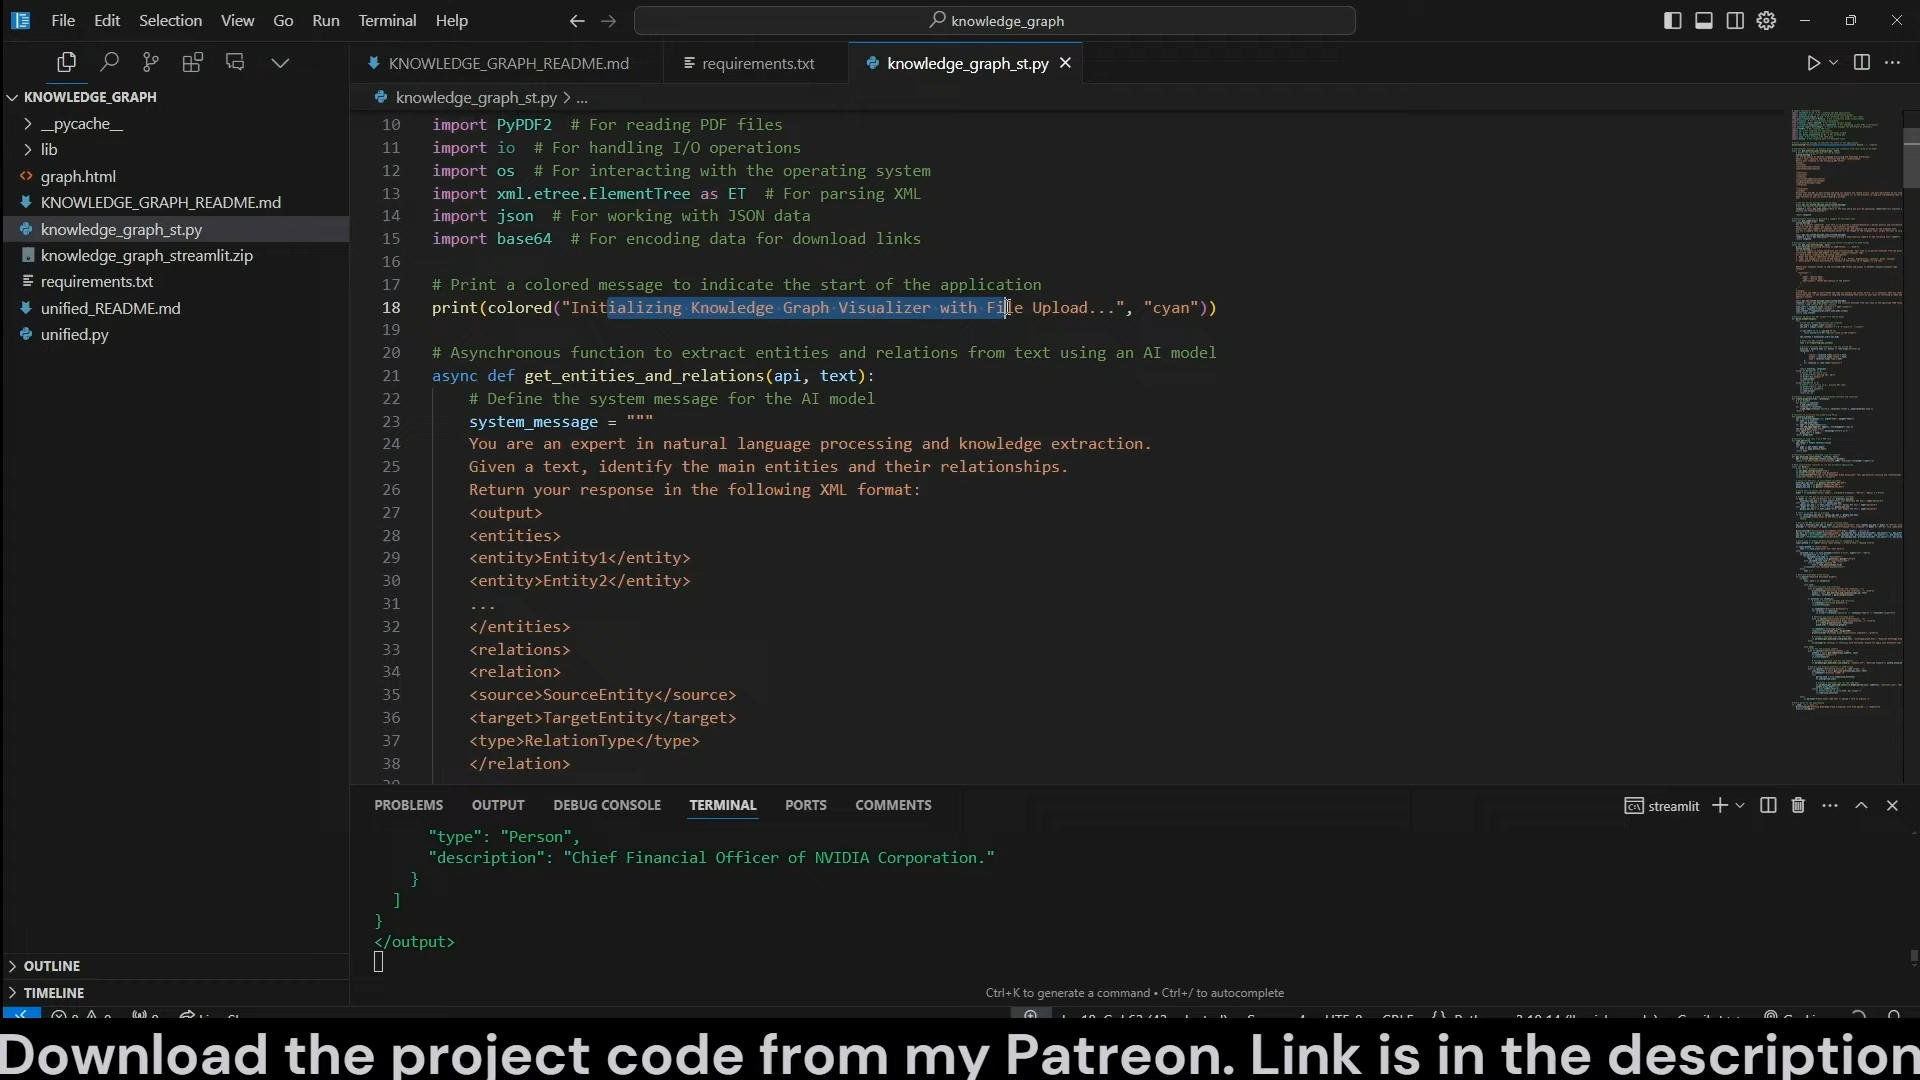 File Edit Selection View Go Run Terminal Help
knowledge_graph
KNOWLEDGE_GRAPH_README.md
requirements.txt
knowledge_graph_st.py
KNOWLEDGE_GRAPH
__pycache__
lib
graph.html
KNOWLEDGE_GRAPH_README.md
knowledge_graph_st.py
knowledge_graph_streamlit.zip
requirements.txt
unified_README.md
unified.py
OUTLINE
TIMELINE
knowledge_graph_st.py > ...
10 import PyPDF2  # For reading PDF files
11 import io  # For handling I/O operations
12 import os  # For interacting with the operating system
13 import xml.etree.ElementTree as ET  # For parsing XML
14 import json  # For working with JSON data
15 import base64  # For encoding data for download links
16
17 # Print a colored message to indicate the start of the application
18 print(colored("Initializing Knowledge Graph Visualizer with File Upload...", "cyan"))
19
20 # Asynchronous function to extract entities and relations from text using an AI model
21 async def get_entities_and_relations(api, text):
22 # Define the system message for the AI model
23 system_message = """
24 You are an expert in natural language processing and knowledge extraction.
25 Given a text, identify the main entities and their relationships.
26 Return your response in the following XML format:
27 <output>
28 <entities>
29 <entity>Entity1</entity>
30 <entity>Entity2</entity>
31 ...
32 </entities>
33 <relations>
34 <relation>
35 <source>SourceEntity</source>
36 <target>TargetEntity</target>
37 <type>RelationType</type>
38 </relation>
PROBLEMS OUTPUT DEBUG CONSOLE TERMINAL PORTS COMMENTS
streamlit
"type": "Person",
"description": "Chief Financial Officer of NVIDIA Corporation."
}
]
}
</output>
Ctrl+K to generate a command • Ctrl+/ to autocomplete
Download the project code from my Patreon. Link is in the description